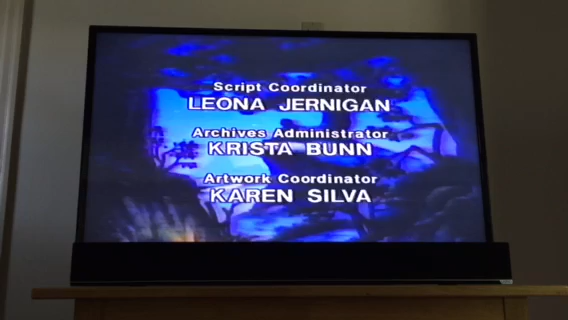 Script Coordinator
LEONA JERNIGAN
Archives Administrator
KRISTA BUNN
Artwork Coordinator
KAREN SILVA